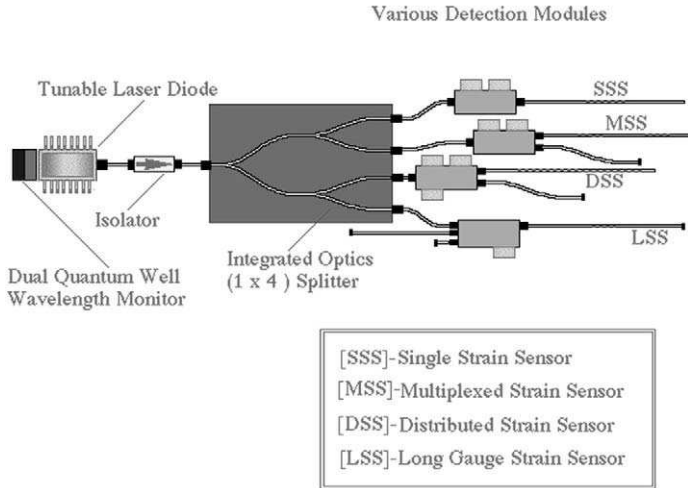 Various Detection Modules
Tunable Laser Diode
SSS
MSS
DSS
LSS
Isolator
Integrated Optics
(1 x 4 ) Splitter
Dual Quantum Well
Wavelength Monitor
[SSS]-Single Strain Sensor
[MSS]-Multiplexed Strain Sensor
[DSS]-Distributed Strain Sensor
[LSS]-Long Gauge Strain Sensor